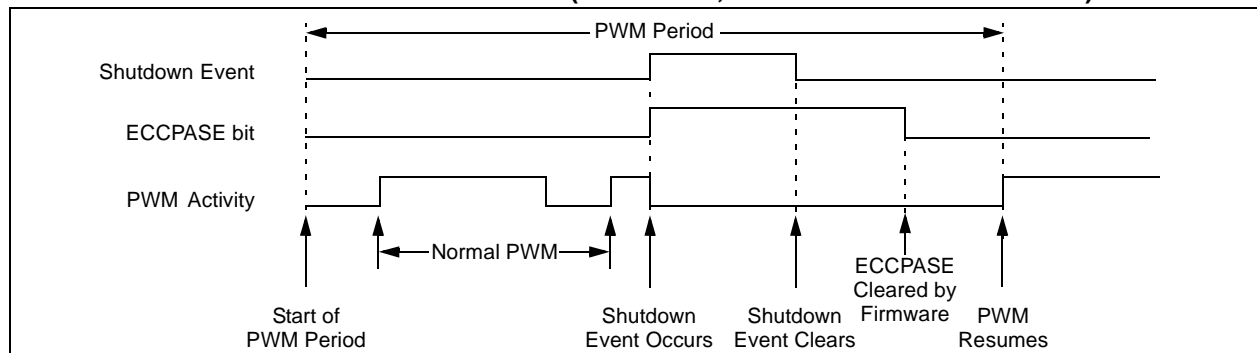 PWM Period
Shutdown Event
ECCPASE bit
PWM Activity
Normal PWM
Start of
PWM Period
Shutdown
Event Occurs
Shutdown
Event Clears
ECCPASE
Cleared by
Firmware
PWM
Resumes